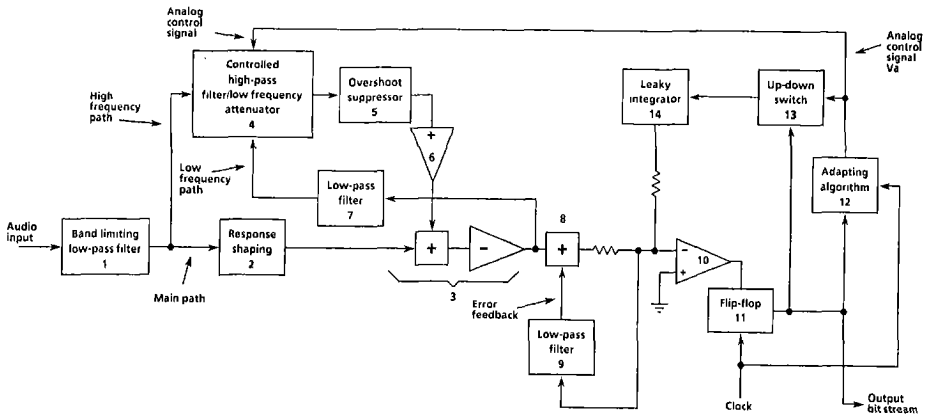 Analog
control
signal
Analog
control
signal
Va
Controlled
high-pass
filter/low frequency
attenuator
4
Overshoot
suppressor
5
Leaky
integrator
14
Up-down
switch
13
High
frequency
path
+
6
Low
frequency
path
Low-pass
filter
7
Adapting
algorithm
12
Audio
input
Band limiting
low-pass filter
1
Response
shaping
2
+
−
3
8
+
−
+
10
Main path
Error
feedback
Low-pass
filter
9
Flip-flop
11
Clock
Output
bit stream